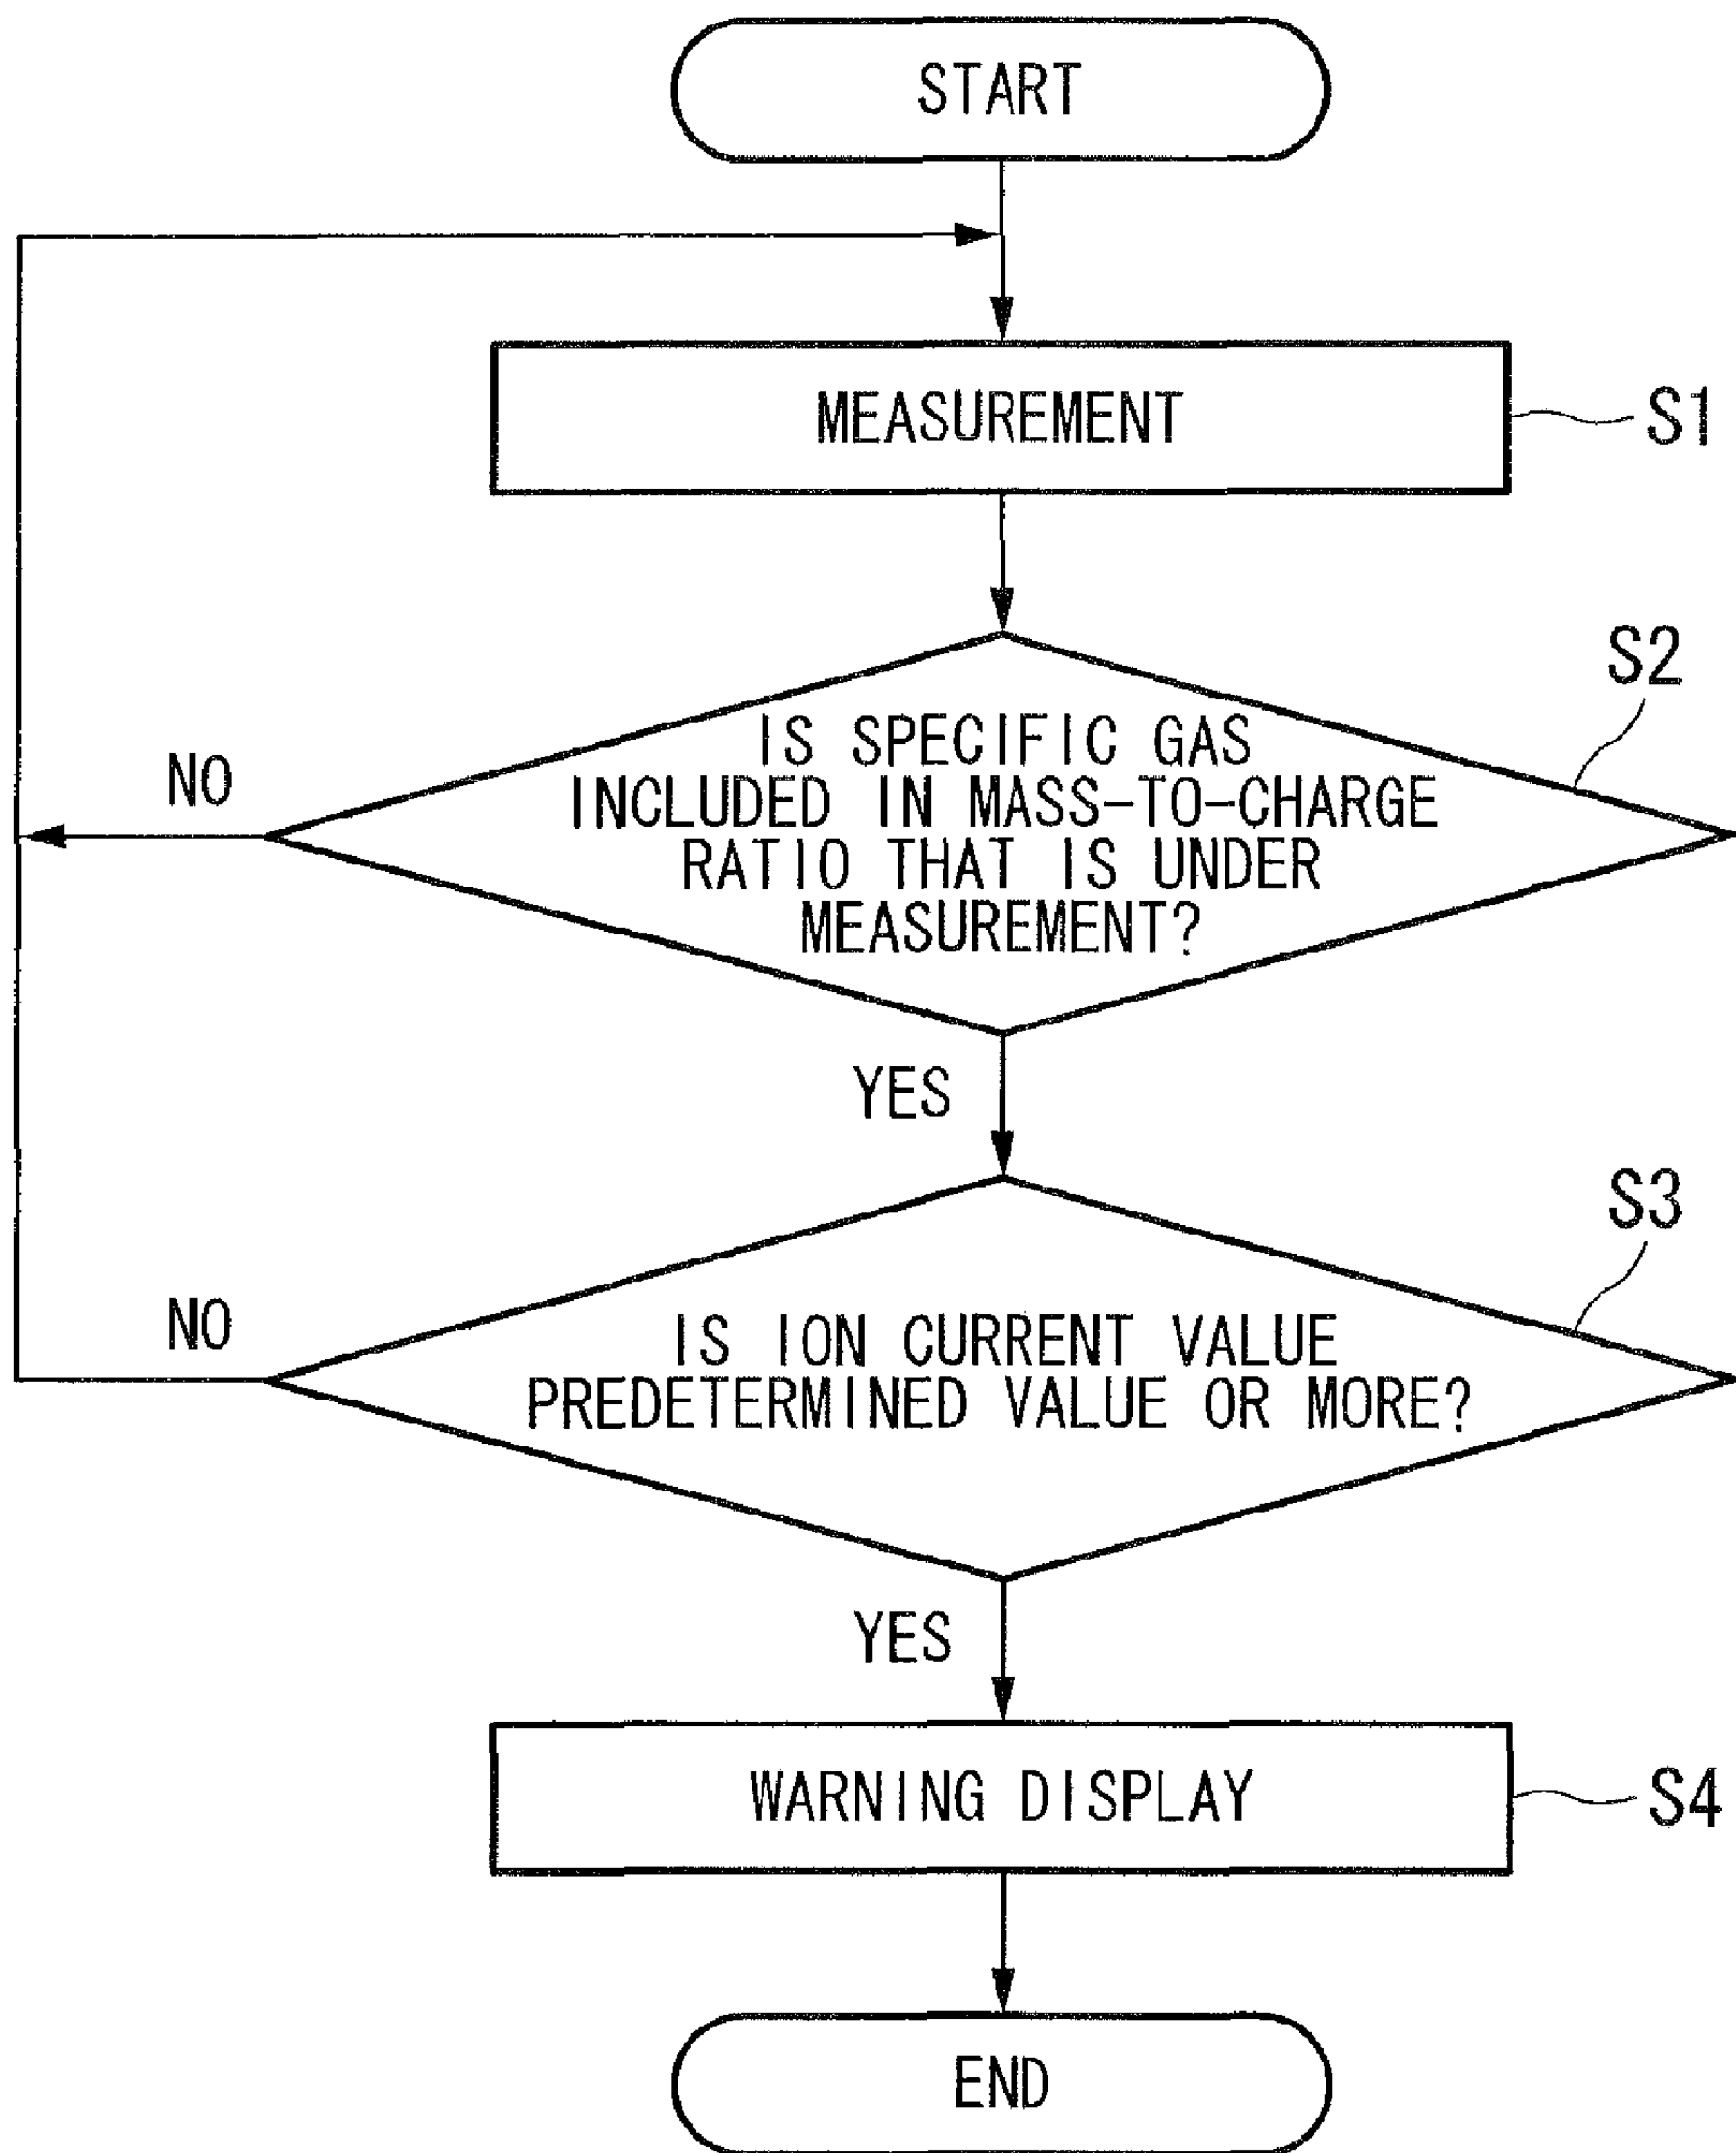 START
MEASUREMENT
S1
S2
IS SPECIFIC GAS
INCLUDED IN MASS-TO-CHARGE
RATIO THAT IS UNDER
MEASUREMENT?
NO
YES
S3
IS ION CURRENT VALUE
PREDETERMINED VALUE OR MORE?
NO
YES
WARNING DISPLAY
S4
END